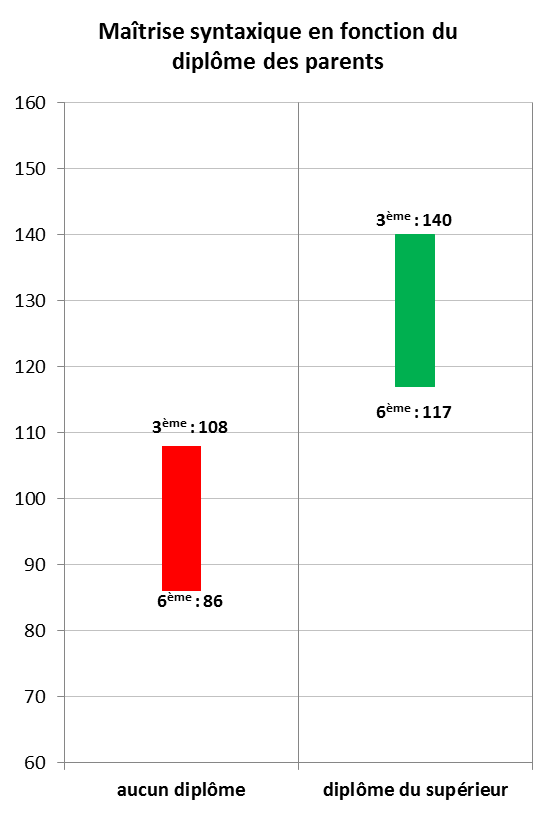 Maîtrise syntaxique en fonction du
diplôme des parents
160
150
140
130
120
110
100
90
80
70
60
3ème : 140
6ème : 117
3ème : 108
6ème : 86
aucun diplôme
diplôme du supérieur